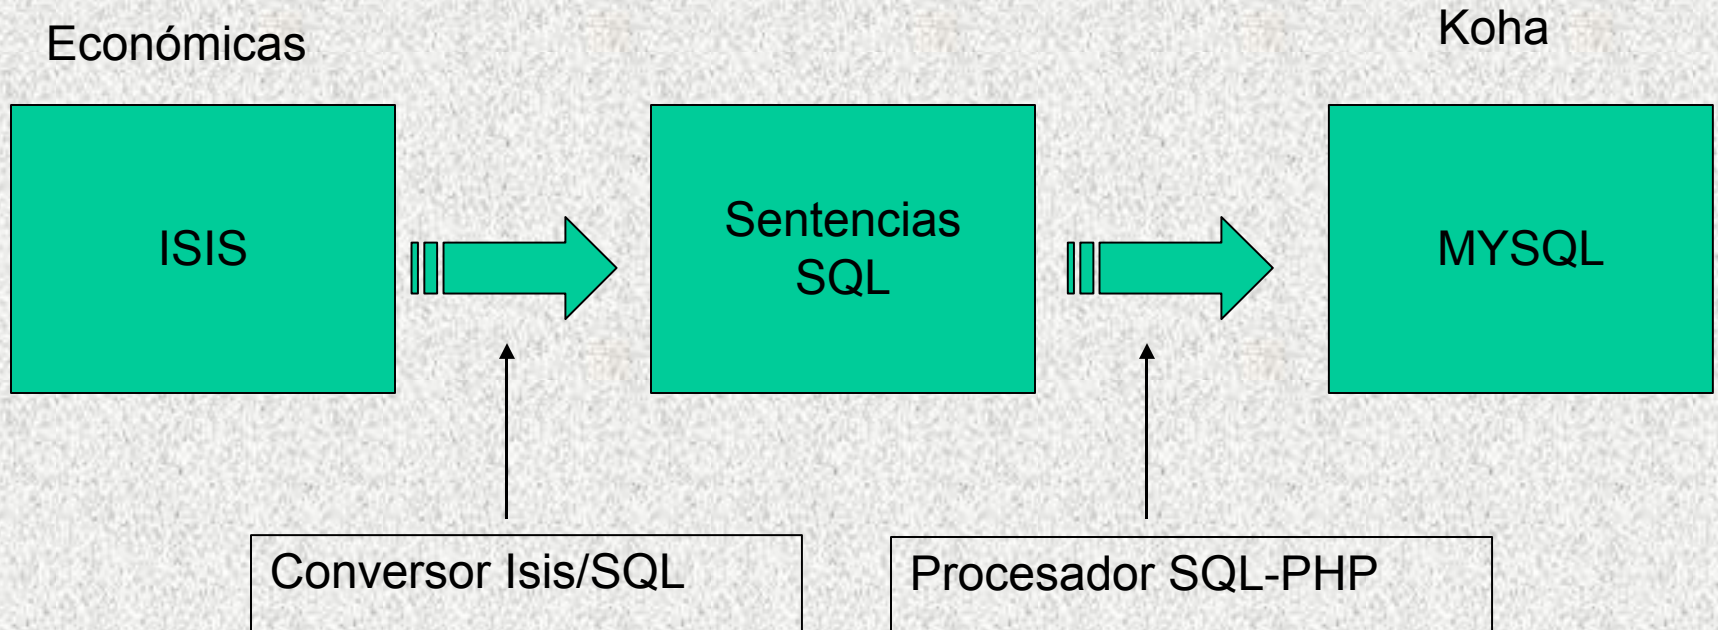 Económicas
Koha
ISIS
Sentencias
SQL
MYSQL
Conversor Isis/SQL
Procesador SQL-PHP